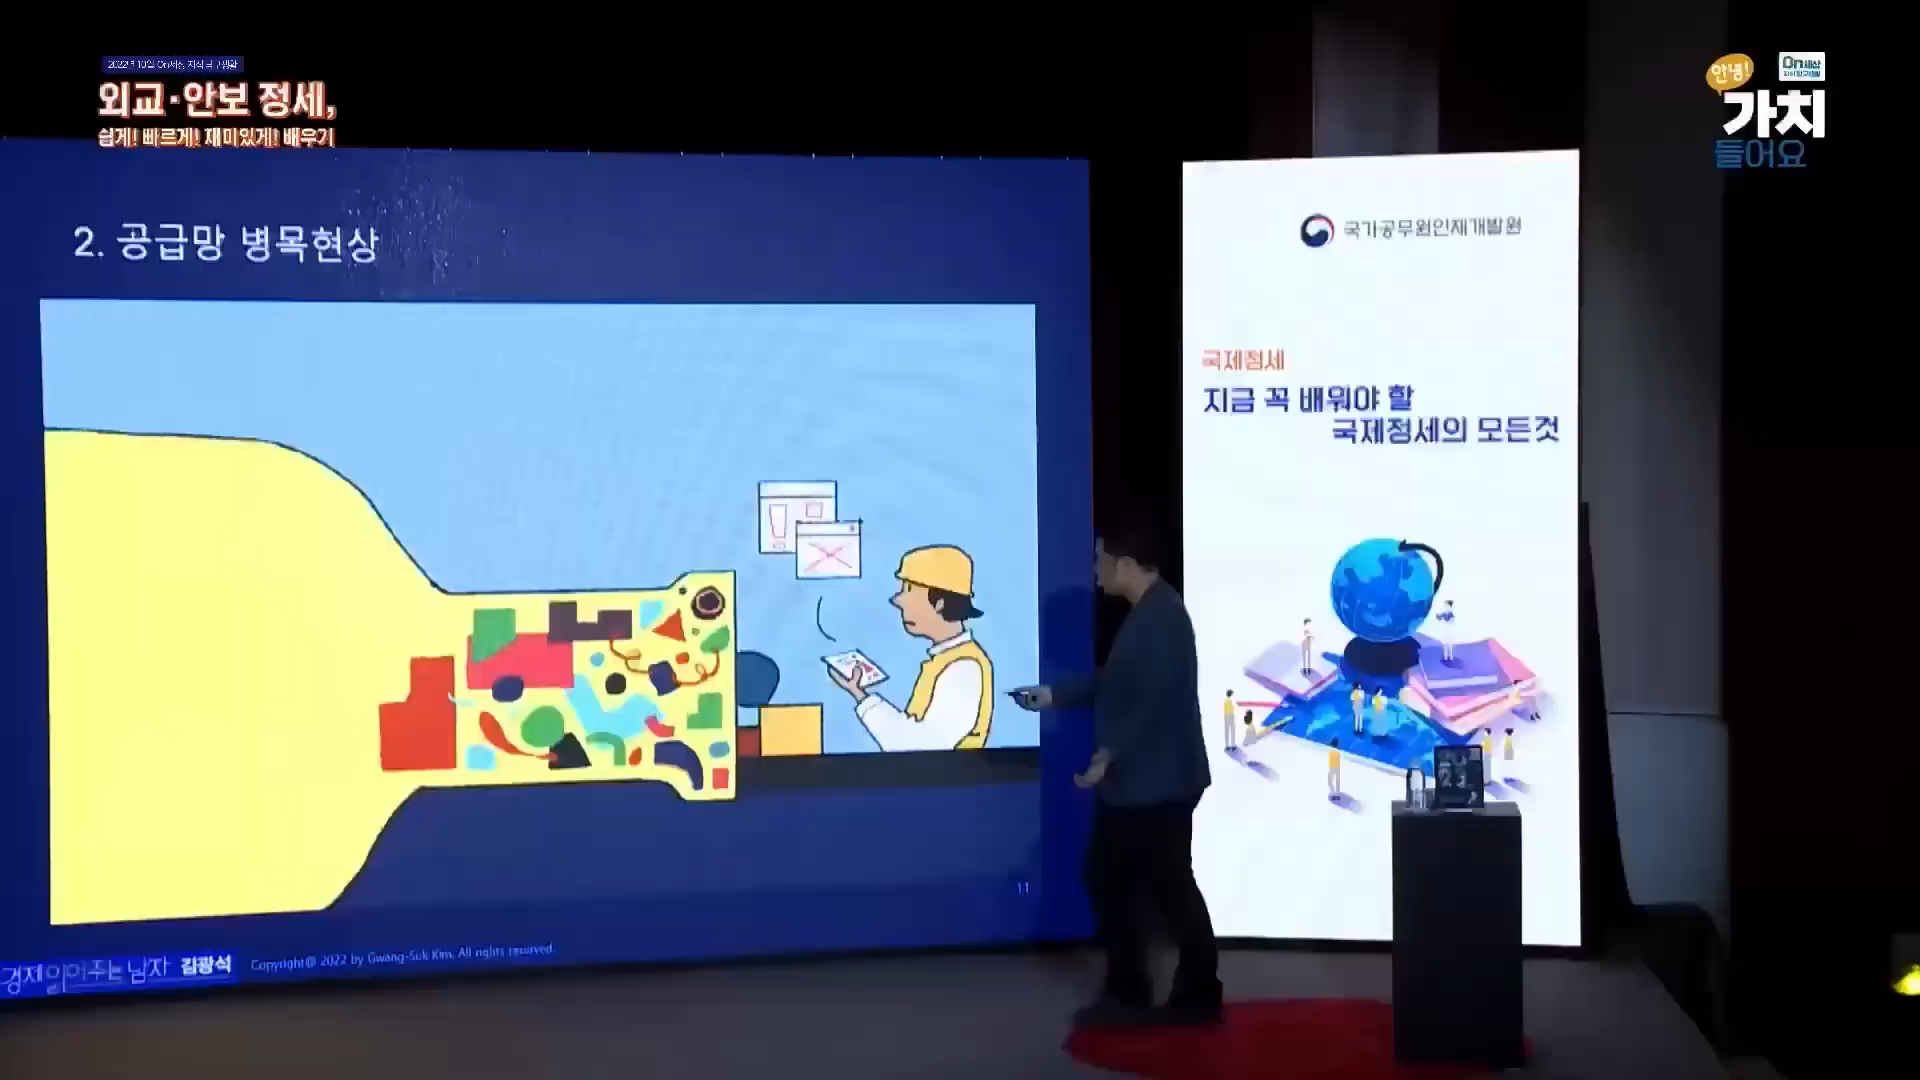 외교·안보 정세,
쉽게! 빠르게! 재미있게! 배우기
안녕!
On세상
가치
들어요
2. 공급망 병목현상
11
경제 읽어주는 남자 김광석
Copyright@ 2022 by Gwang-Suk Kim. All rights reserved.
국가공무원인재개발원
국제정세
지금 꼭 배워야 할
국제정세의 모든것